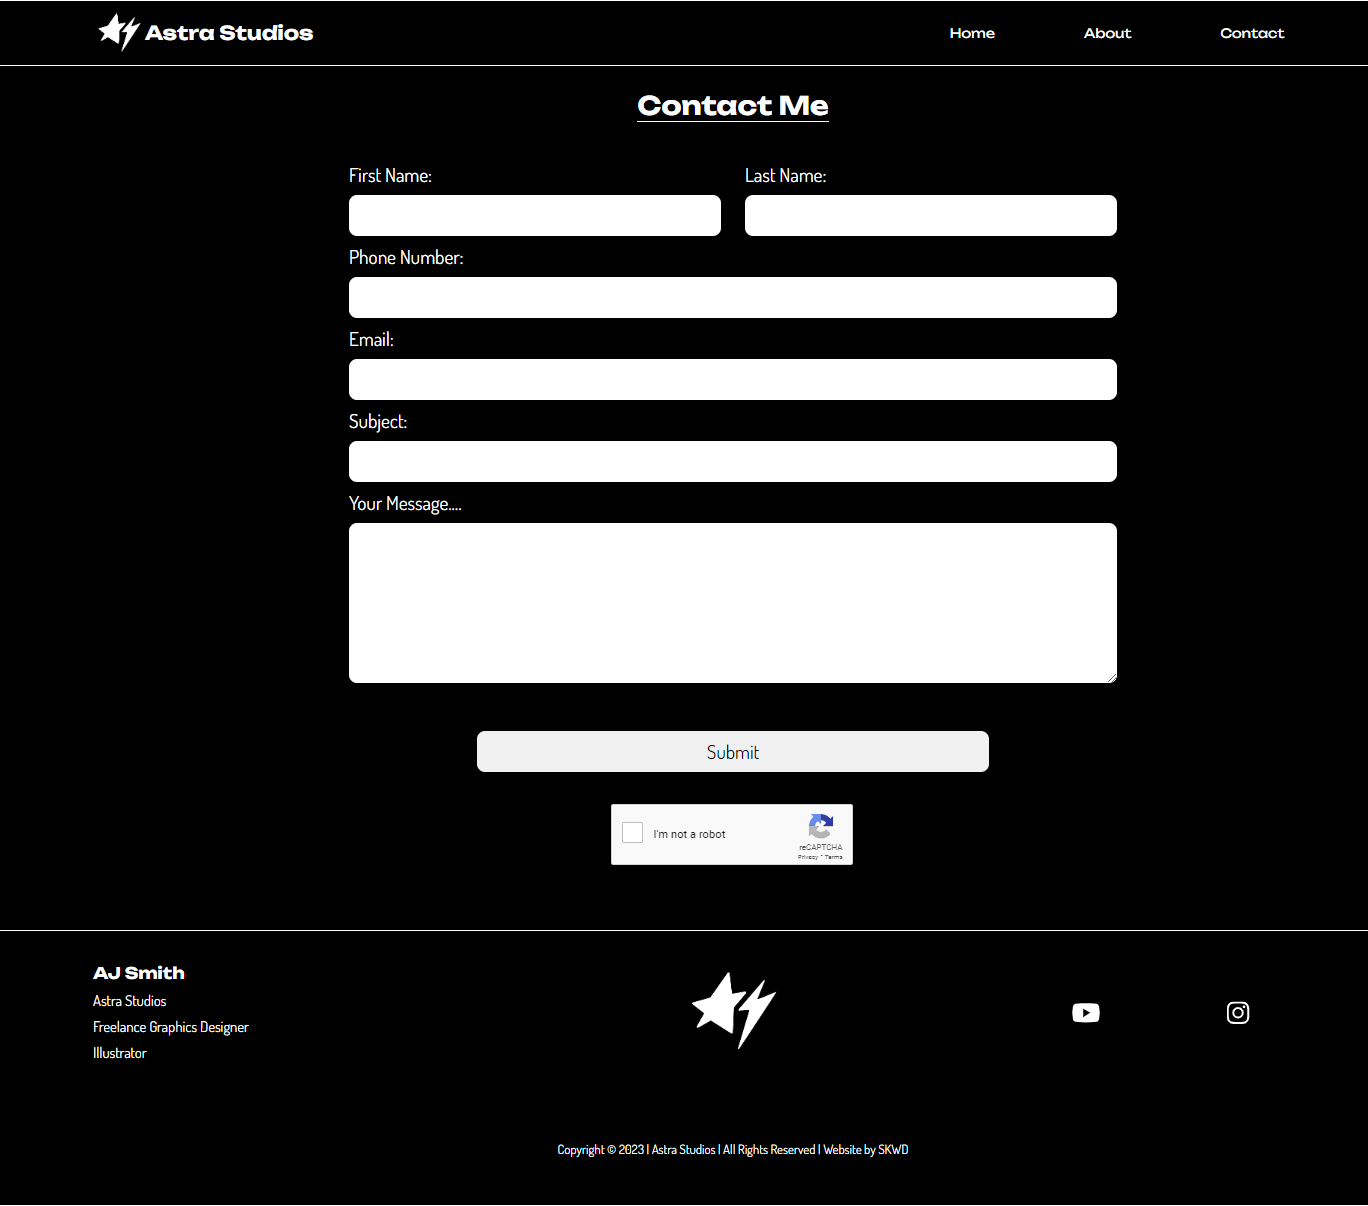 Astra Studios Home About Contact
Contact Me
First Name: Last Name:
Phone Number:
Email:
Subject:
Your Message....
Submit
I'm not a robot
reCAPTCHA
Privacy - Terms
AJ Smith
Astra Studios
Freelance Graphics Designer
Illustrator
Copyright © 2023 | Astra Studios | All Rights Reserved | Website by SKWD